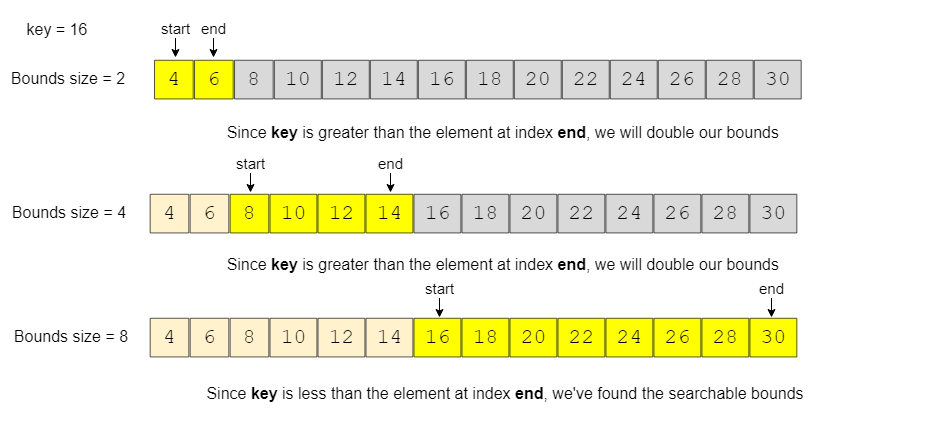 key = 16
start end
Bounds size = 2 4 6 8 10 12 14 16 18 20 22 24 26 28 30
Since key is greater than the element at index end, we will double our bounds
start end
Bounds size = 4 4 6 8 10 12 14 16 18 20 22 24 26 28 30
Since key is greater than the element at index end, we will double our bounds
start end
Bounds size = 8 4 6 8 10 12 14 16 18 20 22 24 26 28 30
Since key is less than the element at index end, we've found the searchable bounds